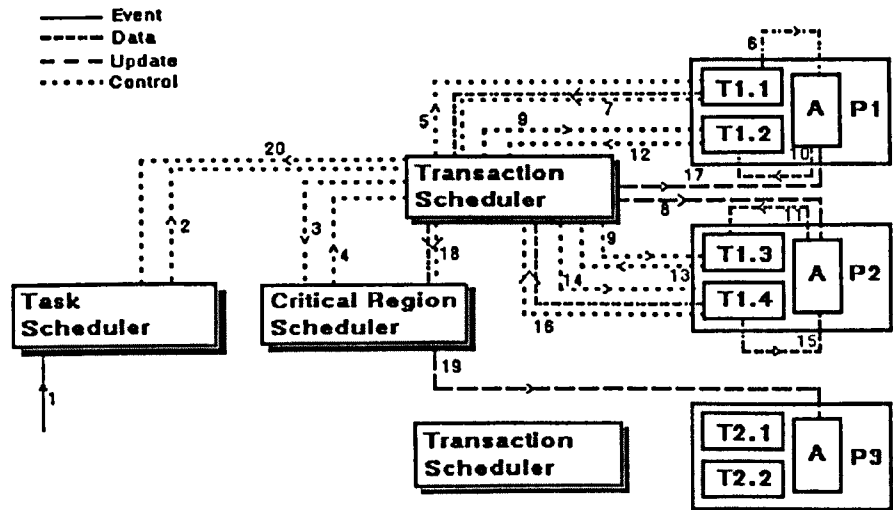 Event
Data
Update
Control
6
T1.1
A
P1
5
7
9
T1.2
12
10
20
Transaction
Scheduler
17
8
11
2
3
4
18
9
T1.3
A
P2
14
13
T1.4
Task
Scheduler
Critical Region
Scheduler
16
15
1
19
Transaction
Scheduler
T2.1
A
P3
T2.2